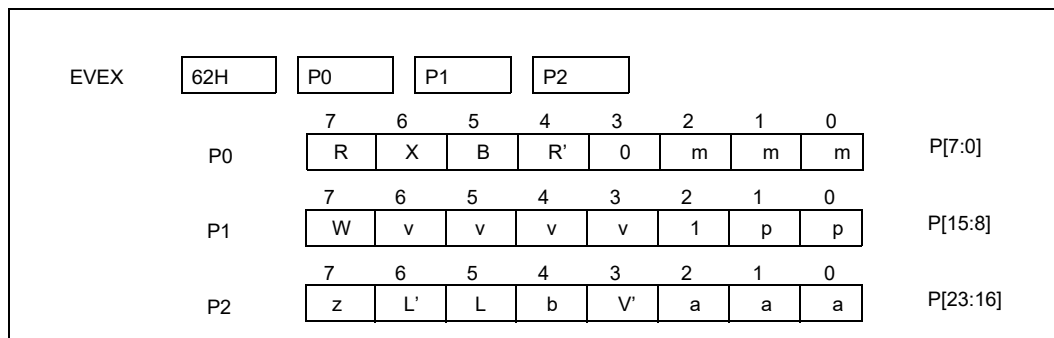 EVEX 62H P0 P1 P2
7 6 5 4 3 2 1 0
P0 R X B R’ 0 m m m P[7:0]
7 6 5 4 3 2 1 0
P1 W v v v v 1 p p P[15:8]
7 6 5 4 3 2 1 0
P2 z L’ L b V’ a a a P[23:16]